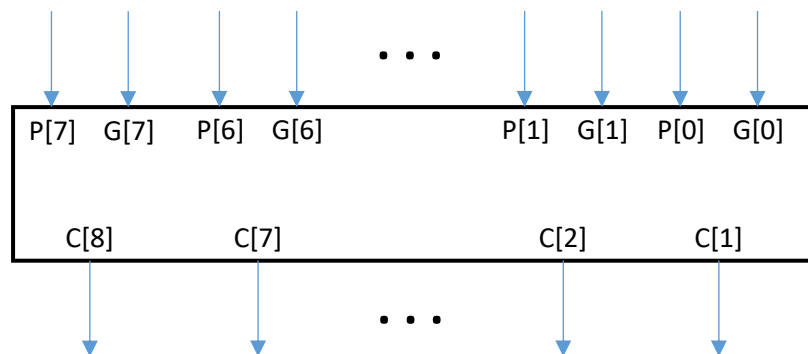 . . .
P[7] G[7] P[6] G[6] P[1] G[1] P[0] G[0]
C[8] C[7] C[2] C[1]
. . .